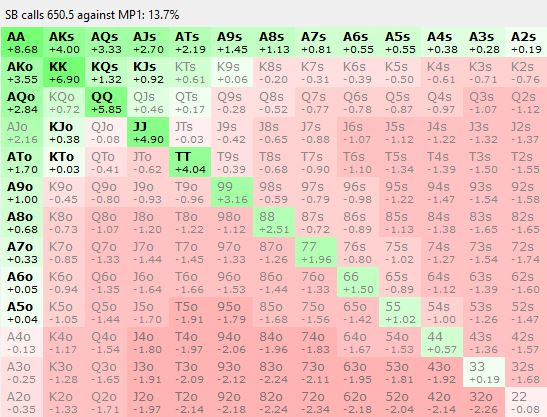 SB calls 650.5 against MP1: 13.7%
AA AKs AQs AJs ATs A9s A8s A7s A6s A5s A4s A3s A2s
+8.68 +4.00 +3.33 +2.70 +2.19 +1.45 +1.13 +0.81 +0.55 +0.55 +0.38 +0.28 +0.19
AKo KK KQs KJs KTs K9s K8s K7s K6s K5s K4s K3s K2s
+3.55 +6.90 +1.32 +0.92 +0.61 +0.06 -0.20 -0.31 -0.39 -0.50 -0.61 -0.71 -0.76
AQo KQo QQ QJs QTs Q9s Q8s Q7s Q6s Q5s Q4s Q3s Q2s
+2.84 +0.72 +5.85 +0.46 +0.17 -0.28 -0.52 -0.77 -0.78 -0.87 -0.97 -1.07 -1.12
AJo KJo QJo JJ JTs J9s J8s J7s J6s J5s J4s J3s J2s
+2.16 +0.38 -0.08 +4.90 -0.03 -0.42 -0.65 -0.88 -1.07 -1.12 -1.22 -1.32 -1.37
ATo KTo QTo JTo TT T9s T8s T7s T6s T5s T4s T3s T2s
+1.70 +0.03 -0.41 -0.62 +4.04 -0.39 -0.68 -0.90 -1.10 -1.34 -1.39 -1.50 -1.55
A9o K9o Q9o J9o T9o 99 98s 97s 96s 95s 94s 93s 92s
+1.00 -0.45 -0.80 -0.93 -0.96 +3.16 -0.59 -0.79 -0.98 -1.22 -1.47 -1.54 -1.58
A8o K8o Q8o J8o T8o 98o 88 87s 86s 85s 84s 83s 82s
+0.68 -0.73 -1.07 -1.20 -1.22 -1.12 +2.51 -0.72 -0.89 -1.13 -1.38 -1.65 -1.65
A7o K7o Q7o J7o T7o 97o 87o 77 76s 75s 74s 73s 72s
+0.33 -0.85 -1.33 -1.44 -1.45 -1.33 -1.26 +1.96 -0.80 -1.02 -1.27 -1.54 -1.74
A6o K6o Q6o J6o T6o 96o 86o 76o 66 65s 64s 63s 62s
+0.05 -0.94 -1.35 -1.64 -1.66 -1.53 -1.44 -1.33 +1.50 -0.89 -1.12 -1.39 -1.60
A5o K5o Q5o J5o T5o 95o 85o 75o 65o 55 54s 53s 52s
+0.04 -1.05 -1.44 -1.70 -1.91 -1.79 -1.68 -1.56 -1.42 +1.02 -1.00 -1.26 -1.47
A4o K4o Q4o J4o T4o 94o 84o 74o 64o 54o 44 43s 42s
-0.13 -1.17 -1.54 -1.80 -1.97 -2.06 -1.96 -1.83 -1.67 -1.53 +0.57 -1.36 -1.57
A3o K3o Q3o J3o T3o 93o 83o 73o 63o 53o 43o 33 32s
-0.25 -1.28 -1.65 -1.91 -2.09 -2.12 -2.24 -2.11 -1.95 -1.81 -1.92 +0.19 -1.68
A2o K2o Q2o J2o T2o 92o 82o 72o 62o 52o 42o 32o 22
-0.35 -1.33 -1.71 -1.97 -2.14 -2.18 -2.24 -2.34 -2.18 -2.04 -2.14 -2.26 -0.08